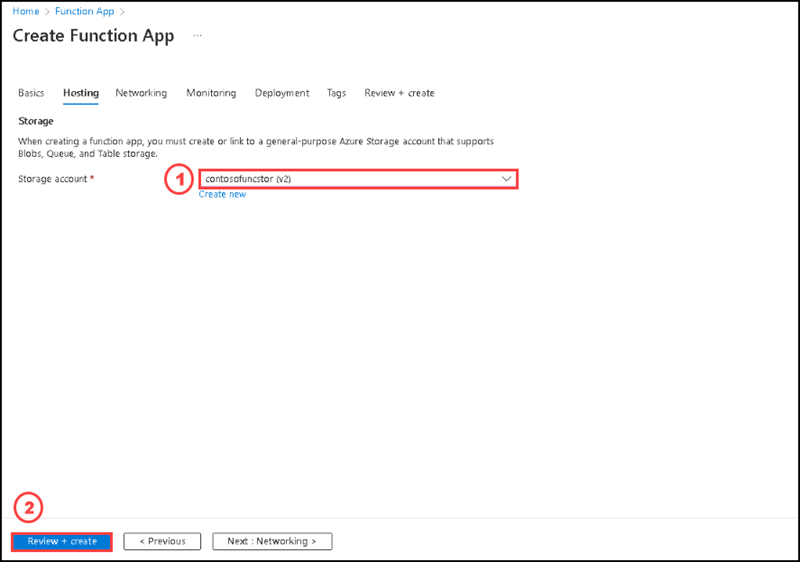 Home > Function App >
Create Function App ...
Basics Hosting Networking Monitoring Deployment Tags Review + create
Storage
When creating a function app, you must create or link to a general-purpose Azure Storage account that supports
Blobs, Queue, and Table storage.
Storage account * 1 contosofuncstor (v2)
Create new
2
Review + create < Previous Next : Networking >